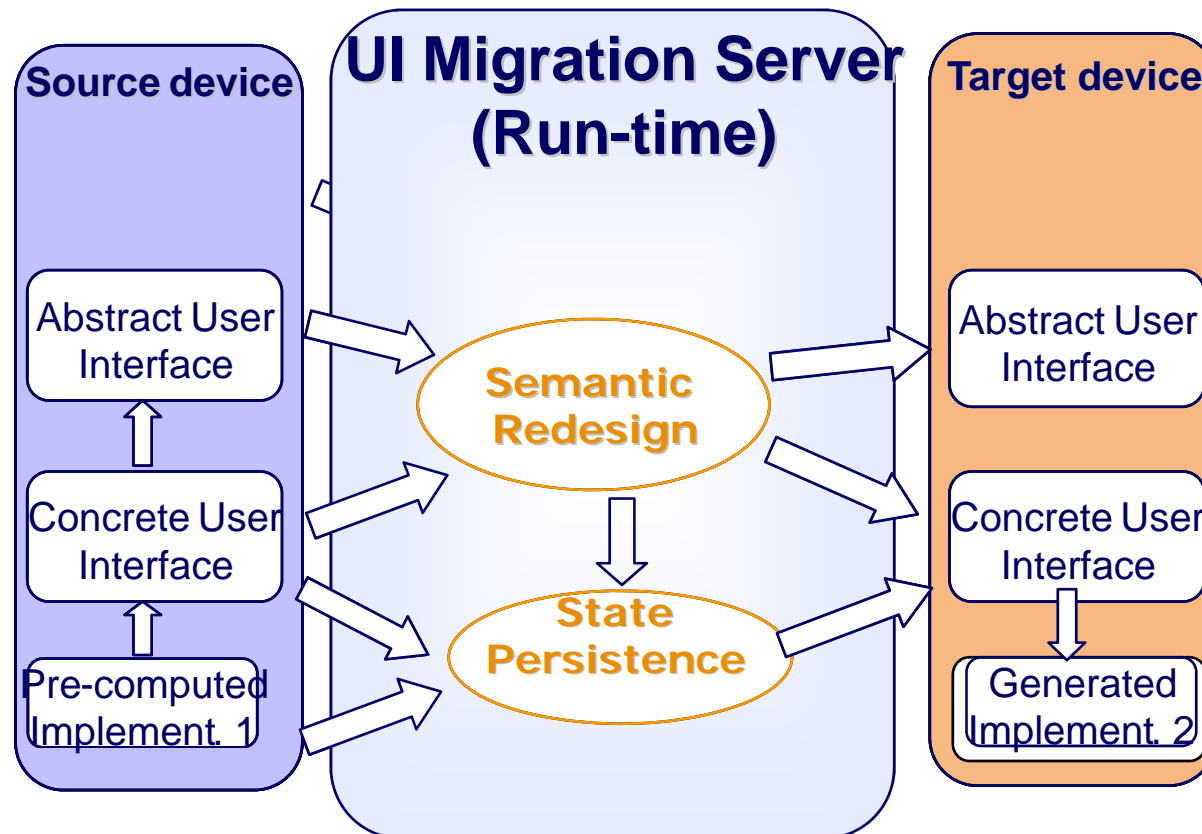 Source device
Abstract User
Interface
Concrete User
Interface
Pre-computed
Implement. 1
UI Migration Server
(Run-time)
Semantic
Redesign
State
Persistence
Target device
Abstract User
Interface
Concrete User
Interface
Generated
Implement. 2